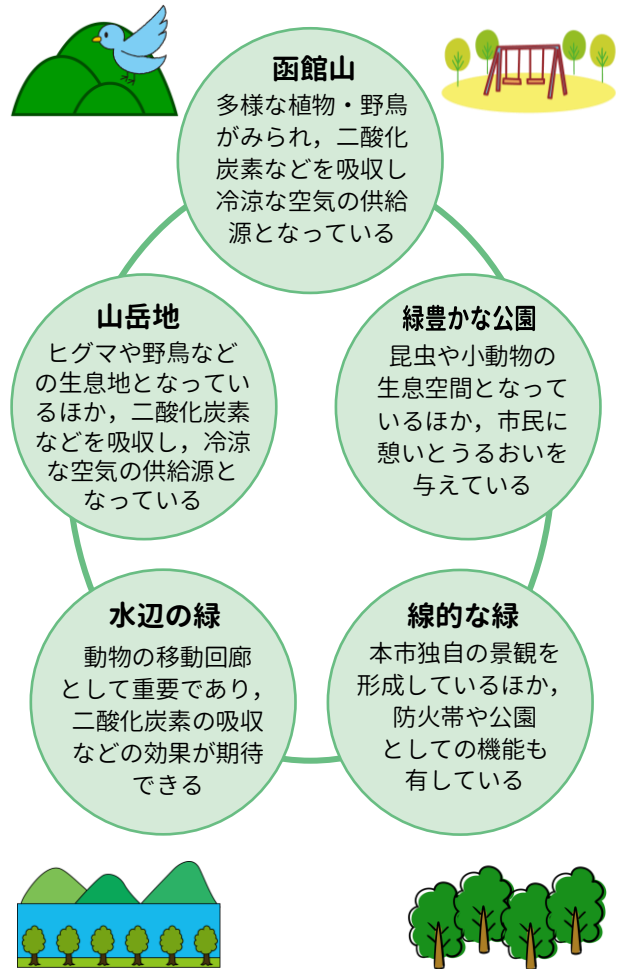 函館山
多様な植物・野鳥
がみられ，二酸化
炭素などを吸収し
冷涼な空気の供給
源となっている
山岳地
ヒグマや野鳥など
の生息地となってい
るほか，二酸化炭素
などを吸収し，冷涼
な空気の供給源と
なっている
緑豊かな公園
昆虫や小動物の
生息空間となって
いるほか，市民に
憩いとうるおいを
与えている
水辺の緑
動物の移動回廊
として重要であり，
二酸化炭素の吸収
などの効果が期待
できる
線的な緑
本市独自の景観を
形成しているほか，
防火帯や公園
としての機能も
有している